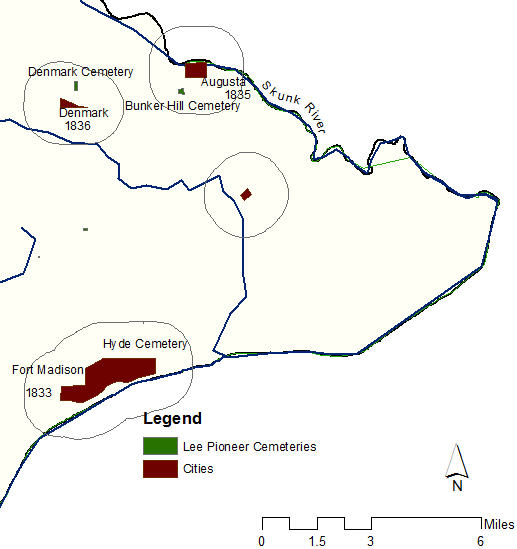 Denmark Cemetery
Augusta
1835
Skunk River
Bunker Hill Cemetery
Denmark
1836
Hyde Cemetery
Fort Madison
1833
Legend
Lee Pioneer Cemeteries
Cities
N
Miles
0 1.5 3 6